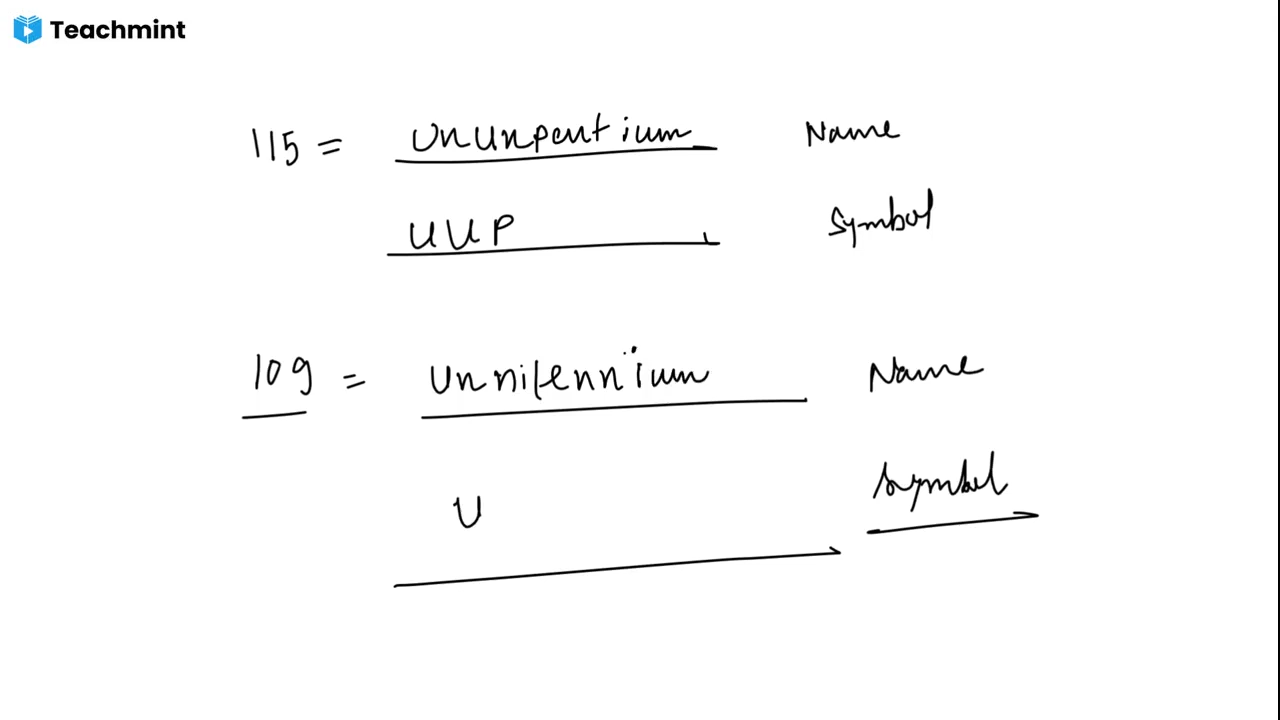 Teachmint
115 = Ununpentium Name
UUP Symbol
109 = Unnilennium Name
U Symbol